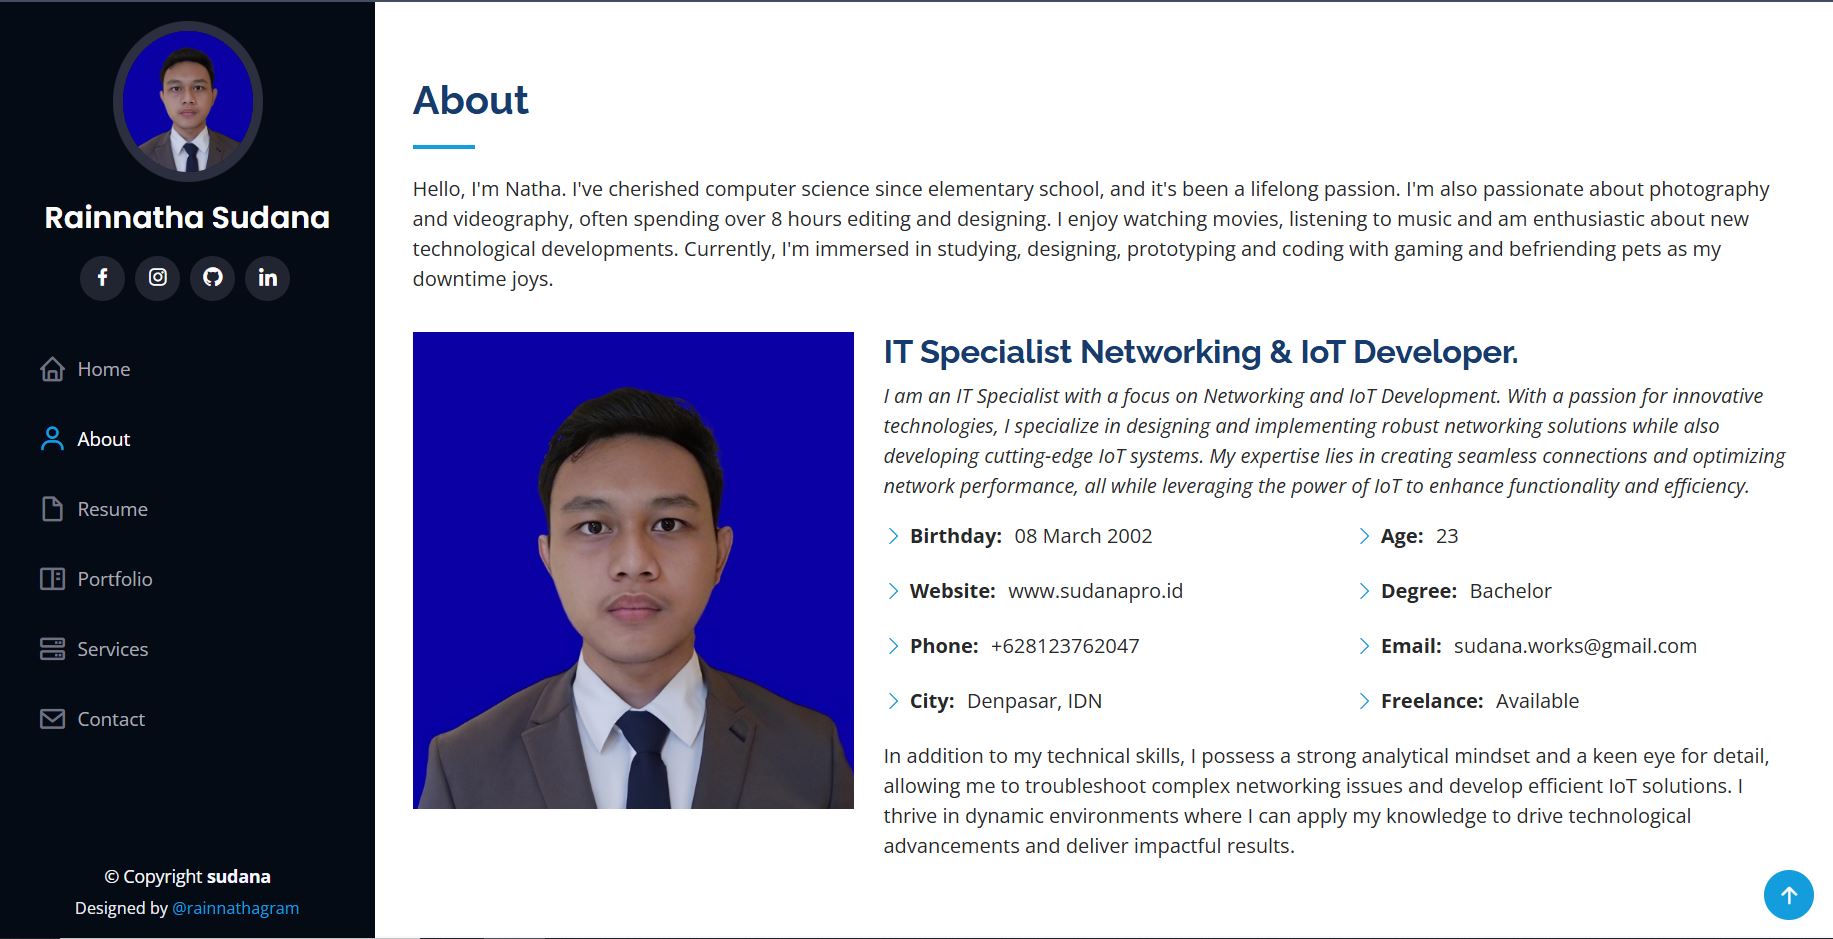 Rainnatha Sudana
Home
About
Resume
Portfolio
Services
Contact
© Copyright sudana
Designed by @rainnathagram
About
Hello, I'm Natha. I've cherished computer science since elementary school, and it's been a lifelong passion. I'm also passionate about photography
and videography, often spending over 8 hours editing and designing. I enjoy watching movies, listening to music and am enthusiastic about new
technological developments. Currently, I'm immersed in studying, designing, prototyping and coding with gaming and befriending pets as my
downtime joys.
IT Specialist Networking & IoT Developer.
I am an IT Specialist with a focus on Networking and IoT Development. With a passion for innovative
technologies, I specialize in designing and implementing robust networking solutions while also
developing cutting-edge IoT systems. My expertise lies in creating seamless connections and optimizing
network performance, all while leveraging the power of IoT to enhance functionality and efficiency.
Birthday: 08 March 2002
Age: 23
Website: www.sudanapro.id
Degree: Bachelor
Phone: +628123762047
Email: sudana.works@gmail.com
City: Denpasar, IDN
Freelance: Available
In addition to my technical skills, I possess a strong analytical mindset and a keen eye for detail,
allowing me to troubleshoot complex networking issues and develop efficient IoT solutions. I
thrive in dynamic environments where I can apply my knowledge to drive technological
advancements and deliver impactful results.